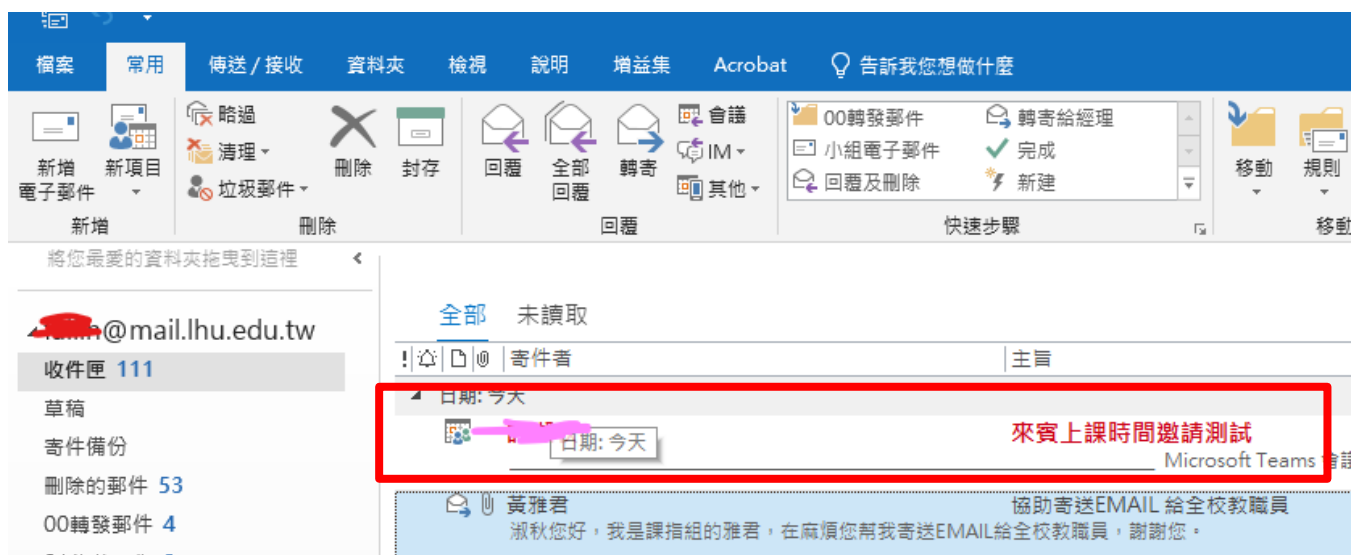 檔案 常用 傳送 / 接收 資料夾 檢視 說明 增益集 Acrobat 告訴我您想做什麼
新增
電子郵件
新項目
新增
略過
清理
垃圾郵件
刪除
封存
刪除
回覆
全部
回覆
轉寄
會議
IM
其他
回覆
00轉發郵件
小組電子郵件
回覆及刪除
轉寄給經理
完成
新建
快速步驟
移動
規則
移動
將您最愛的資料夾拖曳到這裡
@mail.lhu.edu.tw
收件匣 111
草稿
寄件備份
刪除的郵件 53
00轉發郵件 4
全部 未讀取
寄件者 主旨
日期: 今天
日期: 今天
來賓上課時間邀請測試
Microsoft Teams 會議
黃雅君 協助寄送EMAIL 給全校教職員
淑秋您好，我是課指組的雅君，在麻煩您幫我寄送EMAIL給全校教職員，謝謝您。